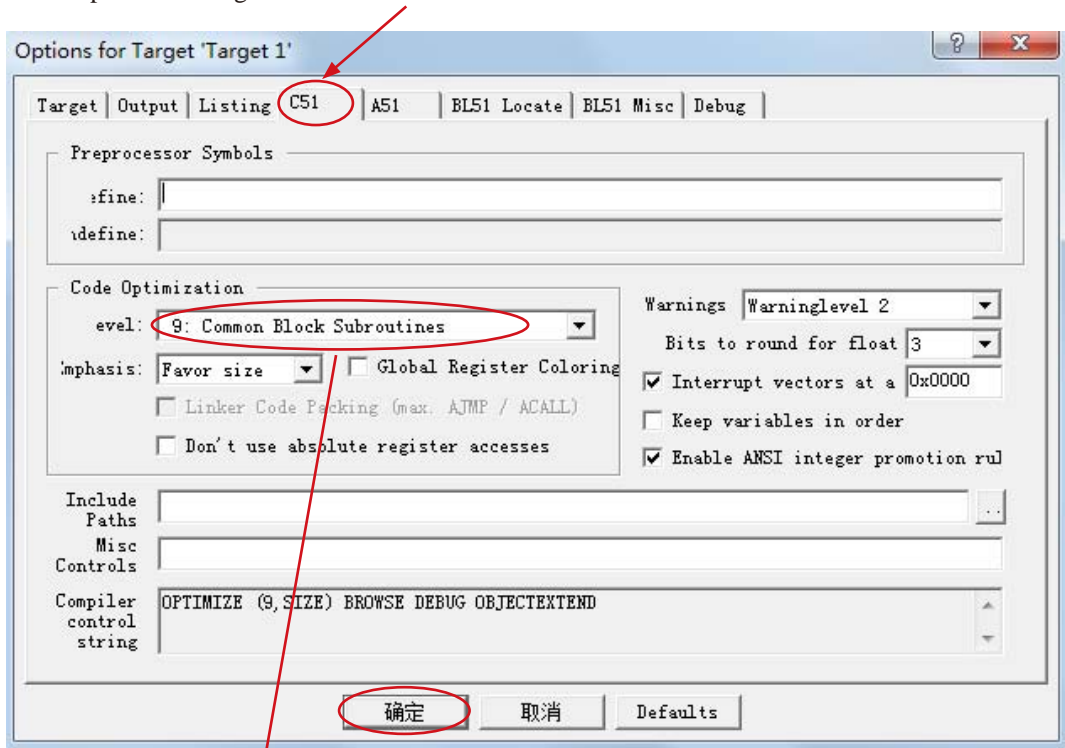 Options for Target 'Target 1'
Target Output Listing C51 A51 BL51 Locate BL51 Misc Debug
Preprocessor Symbols
efine:
define:
Code Optimization
evel: 9: Common Block Subroutines
Warnings Warninglevel 2
Bits to round for float 3
mphasis: Favor size Global Register Coloring
Interrupt vectors at a 0x0000
Linker Code Packing (max. AJMP / ACALL)
Keep variables in order
Don't use absolute register accesses
Enable ANSI integer promotion rul
Include
Paths
..
Misc
Controls
Compiler
control
string
OPTIMIZE (9,SIZE) BROWSE DEBUG OBJECTEXTEND
确定 取消 Defaults